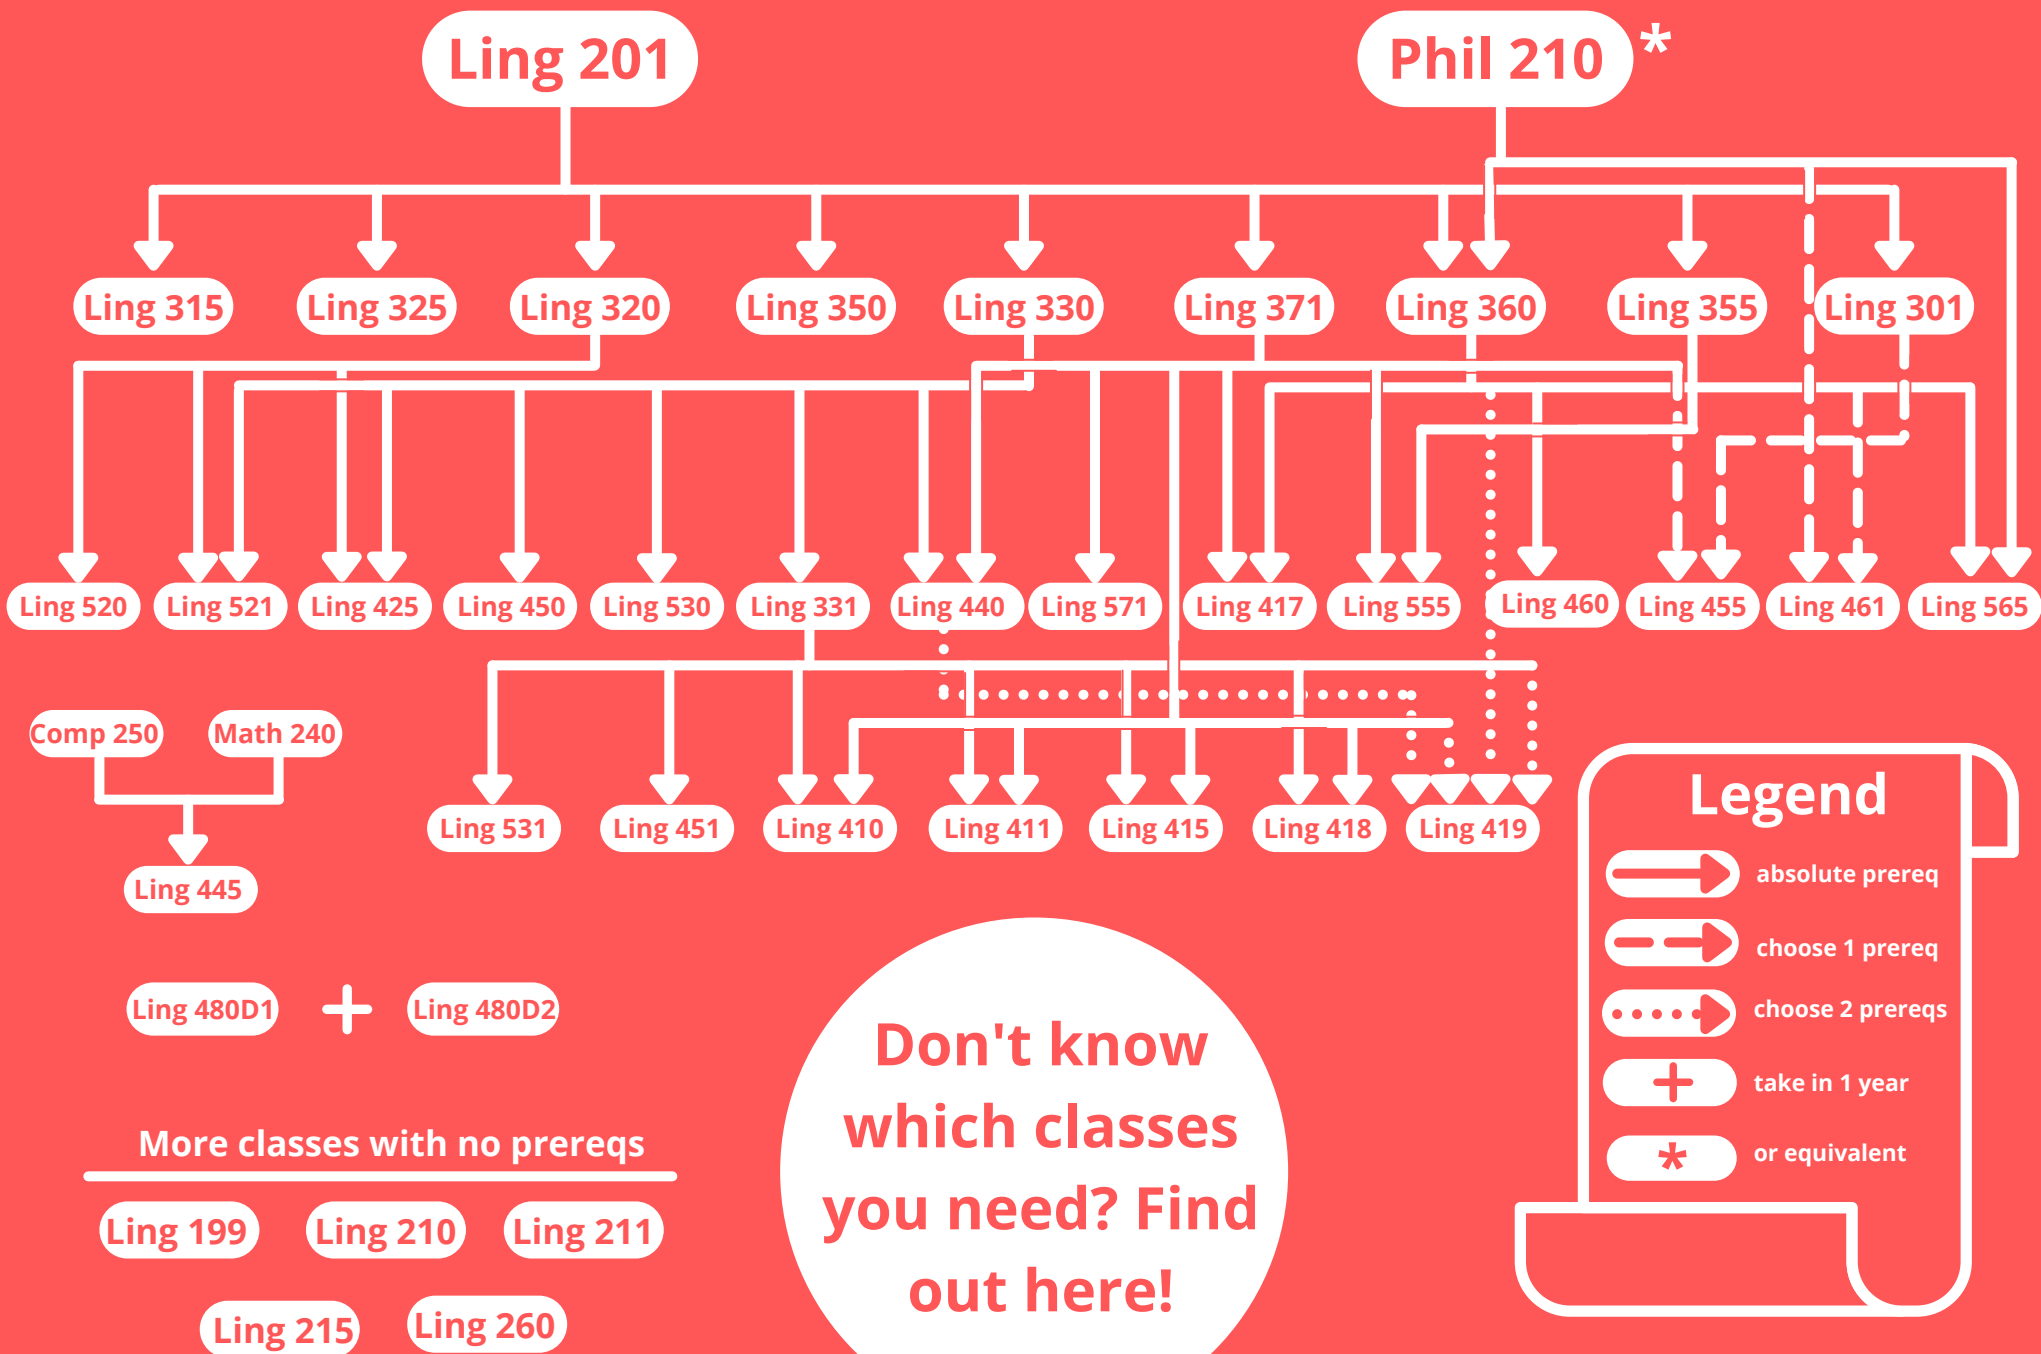 Ling 201
Phil 210 *
Ling 315
Ling 325
Ling 320
Ling 350
Ling 330
Ling 371
Ling 360
Ling 355
Ling 301
Ling 520
Ling 521
Ling 425
Ling 450
Ling 530
Ling 331
Ling 440
Ling 571
Ling 417
Ling 555
Ling 460
Ling 455
Ling 461
Ling 565
Comp 250
Math 240
Ling 531
Ling 451
Ling 410
Ling 411
Ling 415
Ling 418
Ling 419
Ling 445
Ling 480D1
+
Ling 480D2
More classes with no prereqs
Ling 199
Ling 210
Ling 211
Ling 215
Ling 260
Don't know
which classes
you need? Find
out here!
Legend
absolute prereq
choose 1 prereq
choose 2 prereqs
+ take in 1 year
* or equivalent